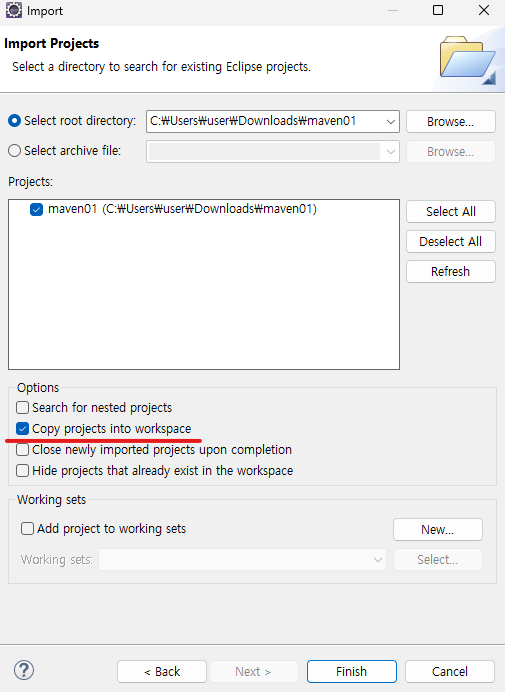 Import
Import Projects
Select a directory to search for existing Eclipse projects.
Select root directory: C:₩Users₩user₩Downloads₩maven01 Browse...
Select archive file: Browse...
Projects:
maven01 (C:₩Users₩user₩Downloads₩maven01)
Select All
Deselect All
Refresh
Options
Search for nested projects
Copy projects into workspace
Close newly imported projects upon completion
Hide projects that already exist in the workspace
Working sets
Add project to working sets New...
Working sets: Select...
? < Back Next > Finish Cancel